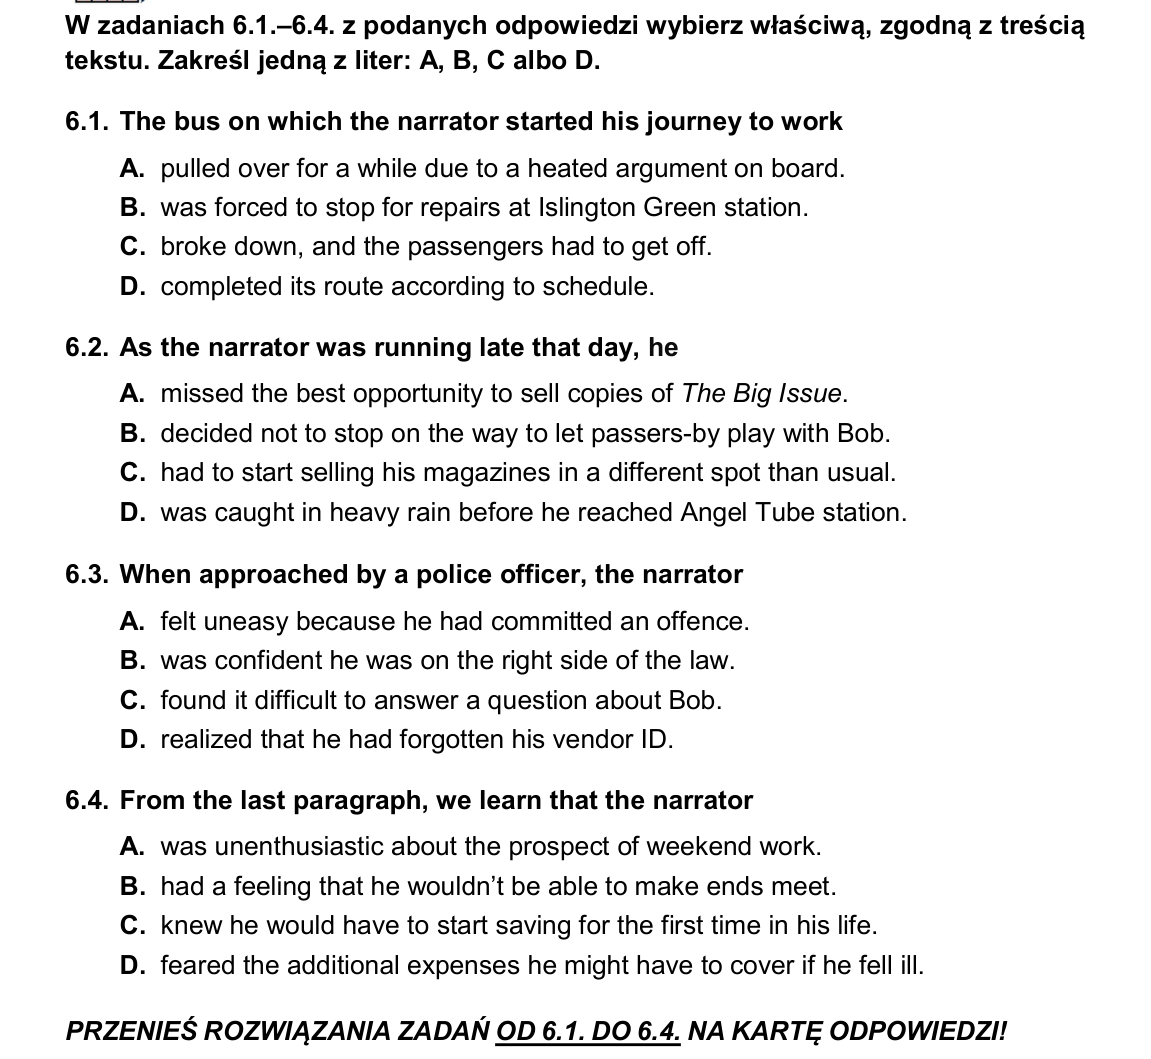 W zadaniach 6.1.–6.4. z podanych odpowiedzi wybierz właściwą, zgodną z treścią
tekstu. Zakreśl jedną z liter: A, B, C albo D.
6.1. The bus on which the narrator started his journey to work
A. pulled over for a while due to a heated argument on board.
B. was forced to stop for repairs at Islington Green station.
C. broke down, and the passengers had to get off.
D. completed its route according to schedule.
6.2. As the narrator was running late that day, he
A. missed the best opportunity to sell copies of The Big Issue.
B. decided not to stop on the way to let passers-by play with Bob.
C. had to start selling his magazines in a different spot than usual.
D. was caught in heavy rain before he reached Angel Tube station.
6.3. When approached by a police officer, the narrator
A. felt uneasy because he had committed an offence.
B. was confident he was on the right side of the law.
C. found it difficult to answer a question about Bob.
D. realized that he had forgotten his vendor ID.
6.4. From the last paragraph, we learn that the narrator
A. was unenthusiastic about the prospect of weekend work.
B. had a feeling that he wouldn’t be able to make ends meet.
C. knew he would have to start saving for the first time in his life.
D. feared the additional expenses he might have to cover if he fell ill.
PRZENIEŚ ROZWIĄZANIA ZADAŃ OD 6.1. DO 6.4. NA KARTĘ ODPOWIEDZI!